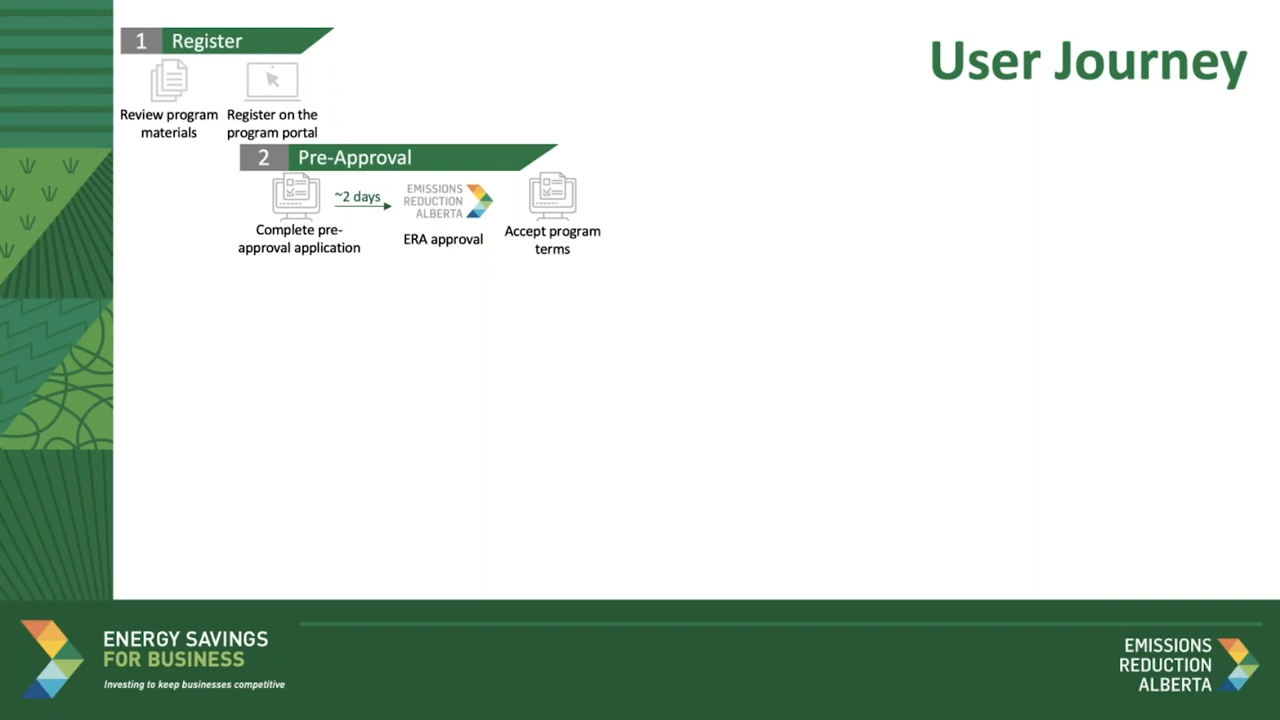 User Journey
1 Register
Review program
materials
Register on the
program portal
2 Pre-Approval
Complete pre-
approval application
~2 days
EMISSIONS
REDUCTION
ALBERTA
ERA approval
Accept program
terms
ENERGY SAVINGS
FOR BUSINESS
Investing to keep businesses competitive
EMISSIONS
REDUCTION
ALBERTA